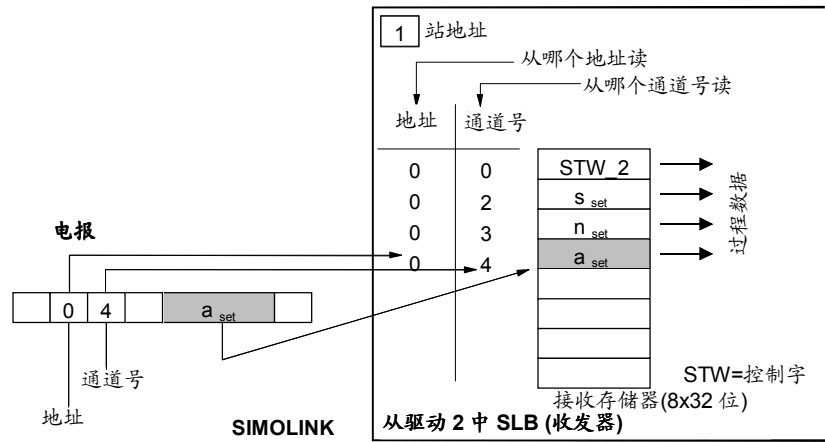 1 站地址
从哪个地址读
从哪个通道号读
地址 通道号
0 0 STW_2
0 2 s set
0 3 n set
0 4 a set
过程数据
电报
0 4 a set
通道号
地址
STW=控制字
接收存储器(8x32 位)
SIMOLINK
从驱动 2 中 SLB (收发器)